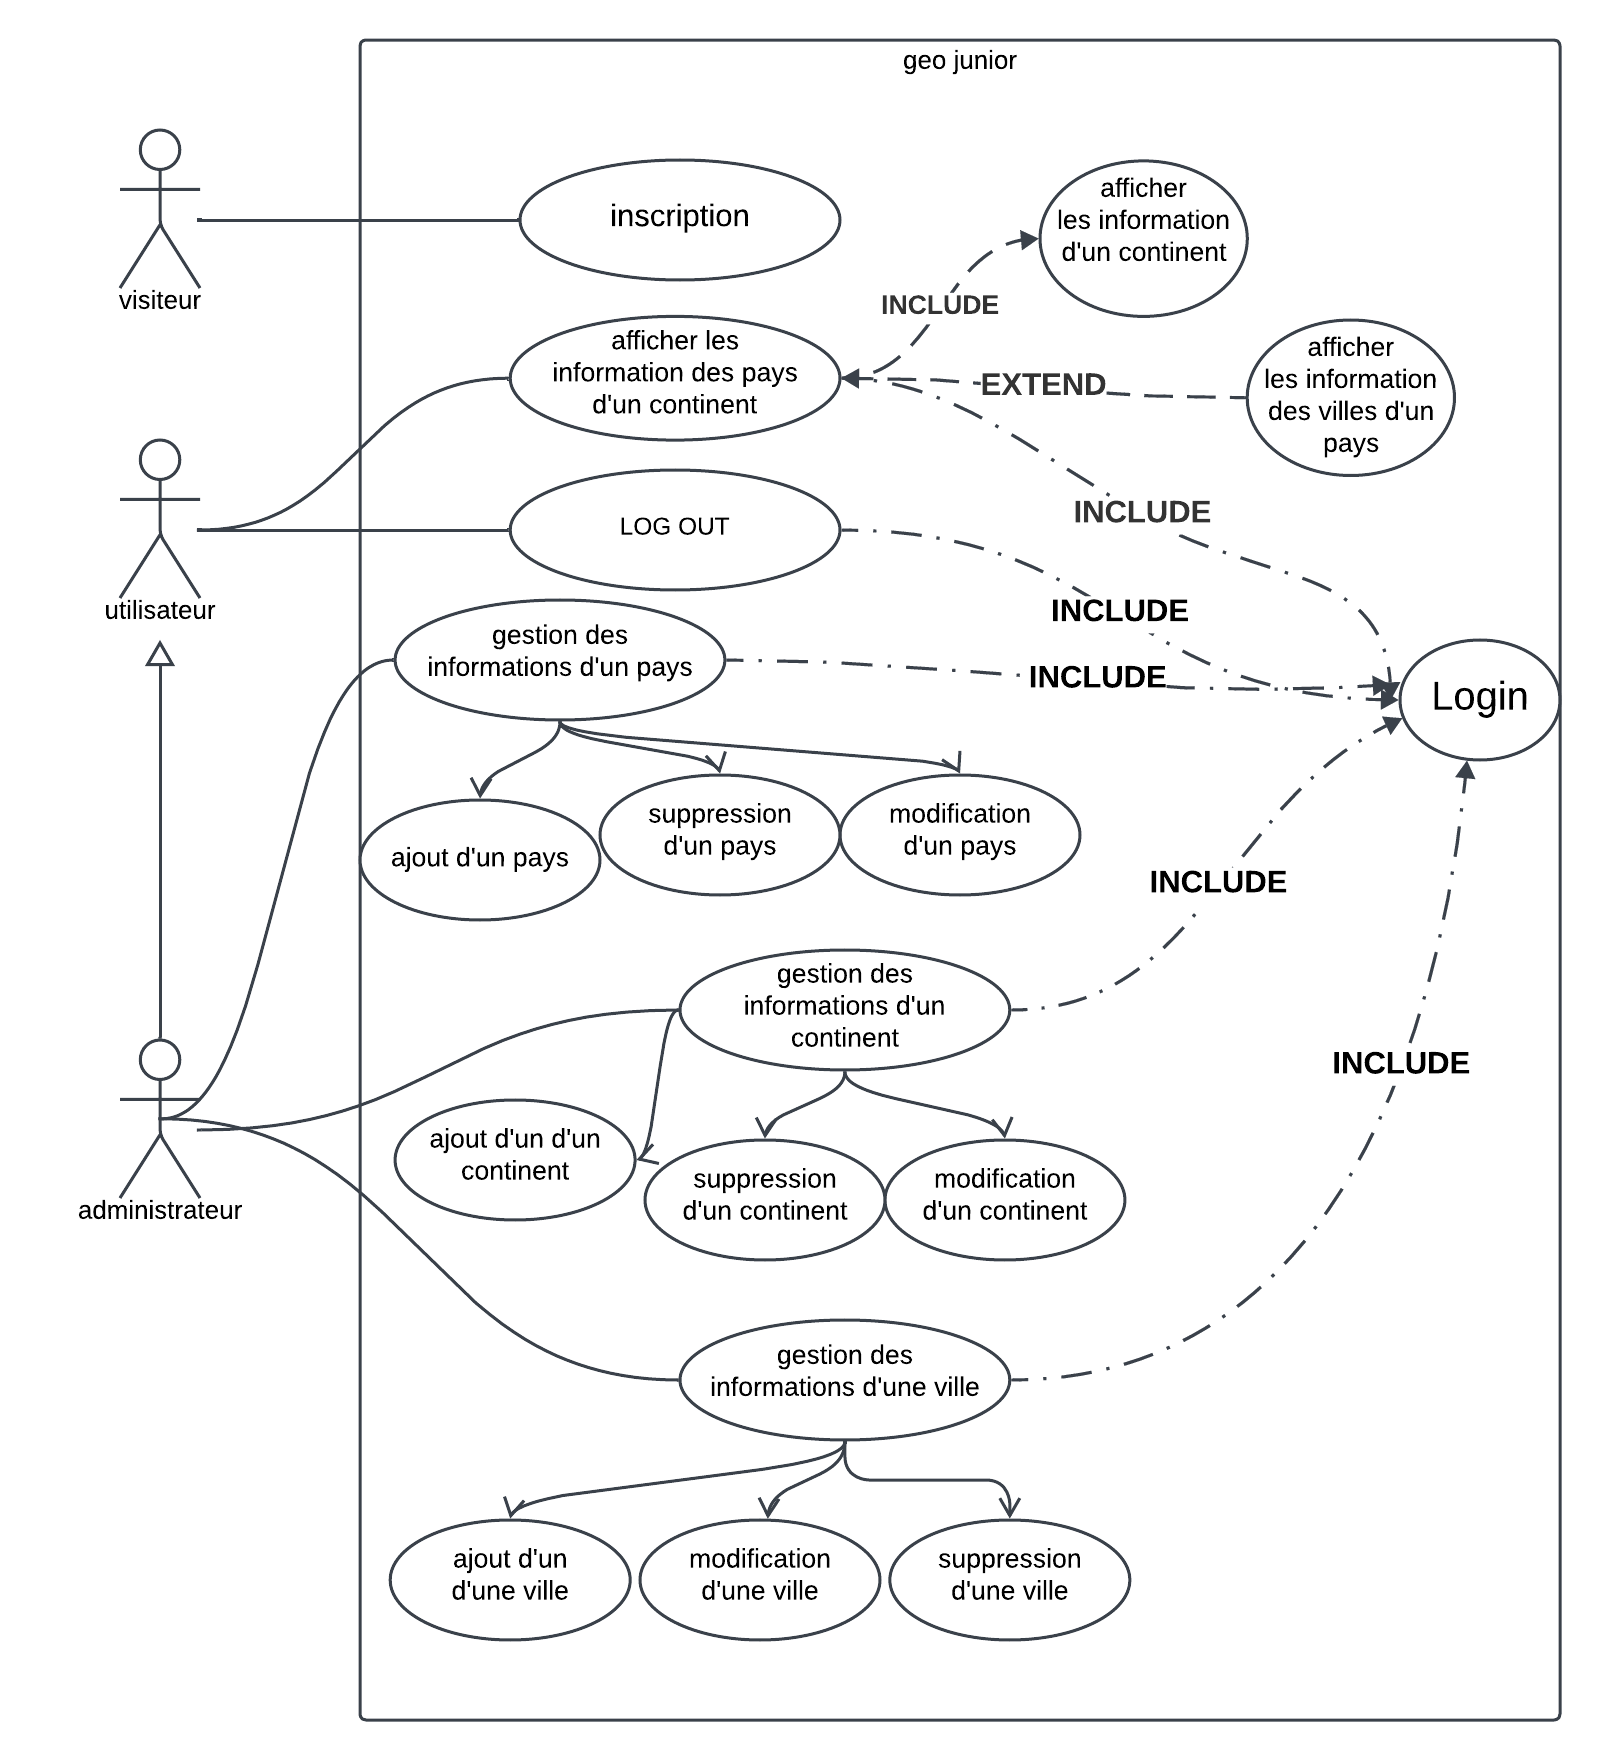 geo junior
visiteur
inscription
afficher
les information
d'un continent
INCLUDE
afficher les
information des pays
d'un continent
EXTEND
afficher
les information
des villes d'un
pays
INCLUDE
utilisateur
LOG OUT
INCLUDE
gestion des
informations d'un pays
INCLUDE
Login
ajout d'un pays
suppression
d'un pays
modification
d'un pays
INCLUDE
gestion des
informations d'un
continent
INCLUDE
administrateur
ajout d'un d'un
continent
suppression
d'un continent
modification
d'un continent
gestion des
informations d'une ville
ajout d'un
d'une ville
modification
d'une ville
suppression
d'une ville